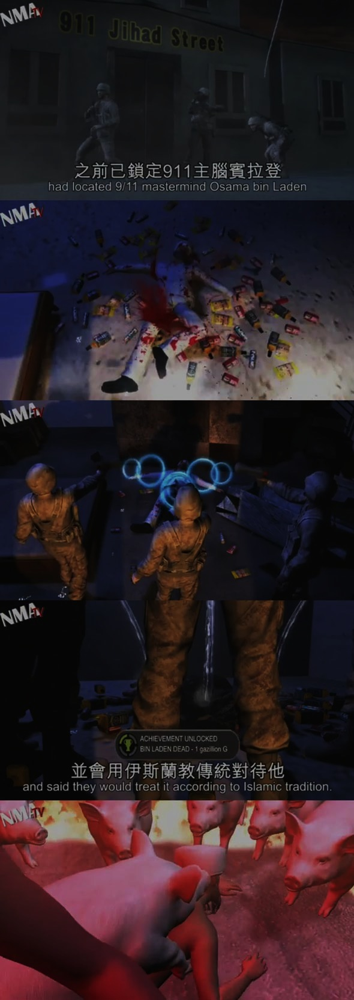 NMA TV
911 Jihad Street
之前已鎖定911主腦賓拉登
had located 9/11 mastermind Osama bin Laden
NMA TV
NMA TV
NMA TV
ACHIEVEMENT UNLOCKED
BIN LADEN DEAD - 1 gazillion G
並會用伊斯蘭教傳統對待他
and said they would treat it according to Islamic tradition.
NMA TV